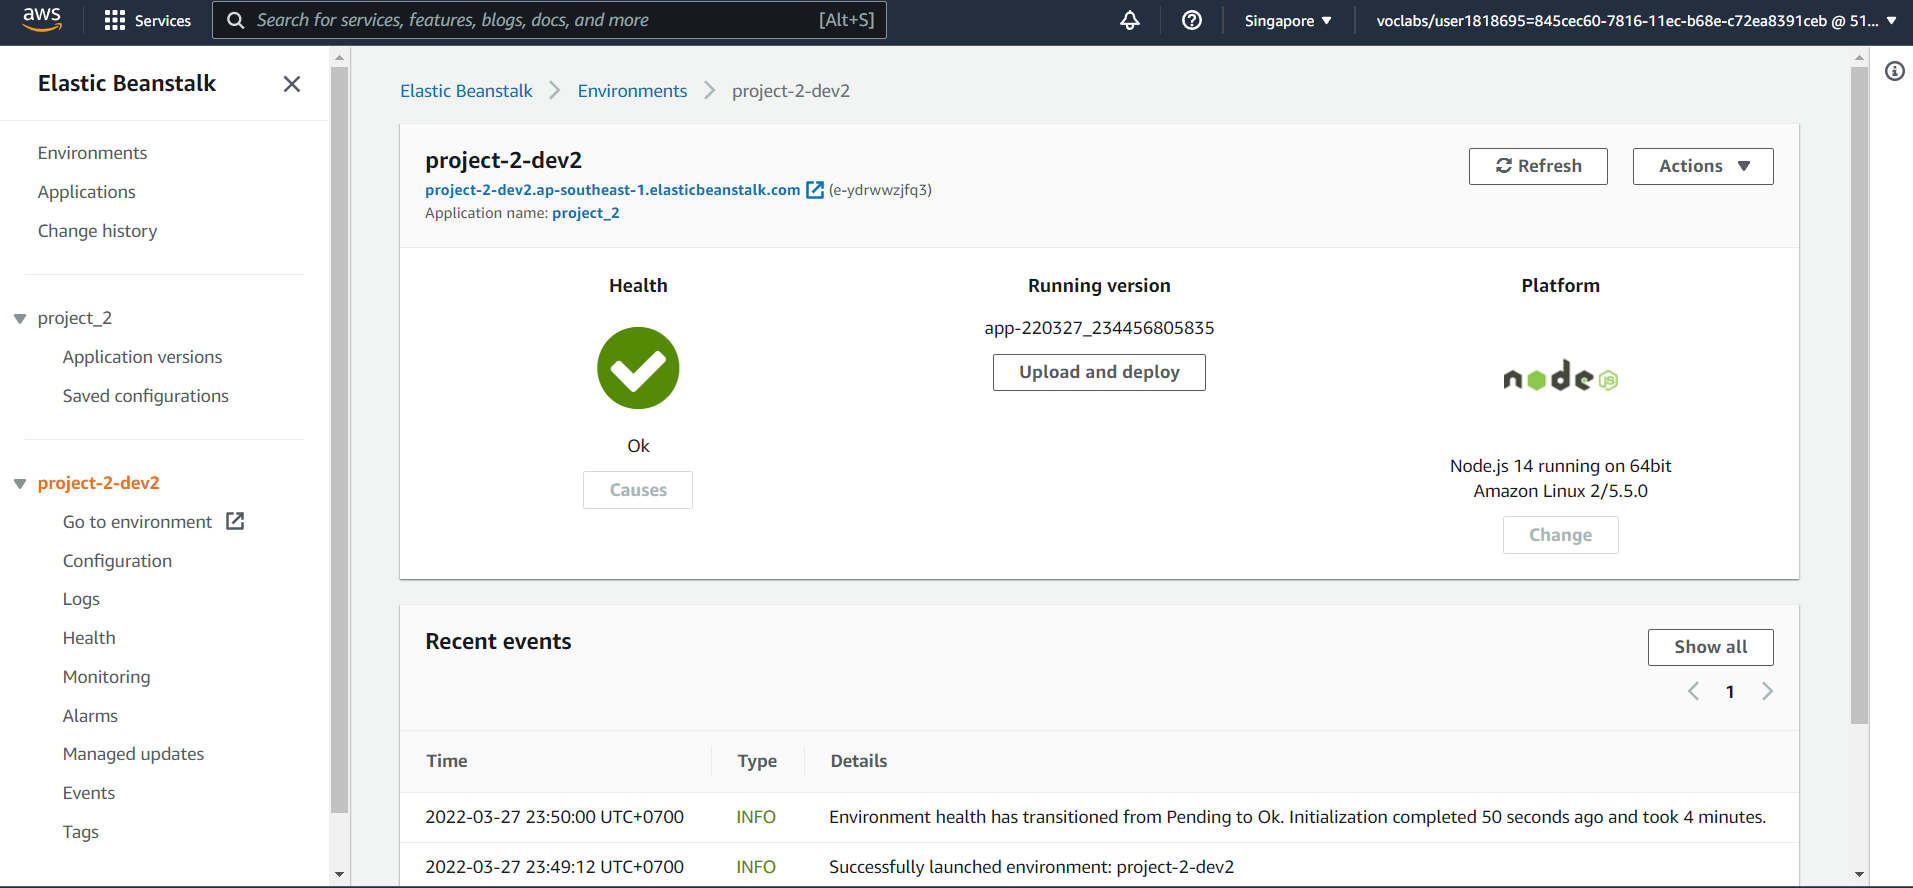 aws
Services
Search for services, features, blogs, docs, and more [Alt+S]
Singapore
voclabs/user1818695=845cec60-7816-11ec-b68e-c72ea8391ceb @ 51...
Elastic Beanstalk
Environments
Applications
Change history
project_2
Application versions
Saved configurations
project-2-dev2
Go to environment
Configuration
Logs
Health
Monitoring
Alarms
Managed updates
Events
Tags
Elastic Beanstalk > Environments > project-2-dev2
project-2-dev2
project-2-dev2.ap-southeast-1.elasticbeanstalk.com (e-ydrwwzjfq3)
Application name: project_2
Refresh
Actions
Health
Ok
Causes
Running version
app-220327_234456805835
Upload and deploy
Platform
node JS
Node.js 14 running on 64bit
Amazon Linux 2/5.5.0
Change
Recent events
Show all
1
Time Type Details
2022-03-27 23:50:00 UTC+0700 INFO Environment health has transitioned from Pending to Ok. Initialization completed 50 seconds ago and took 4 minutes.
2022-03-27 23:49:12 UTC+0700 INFO Successfully launched environment: project-2-dev2